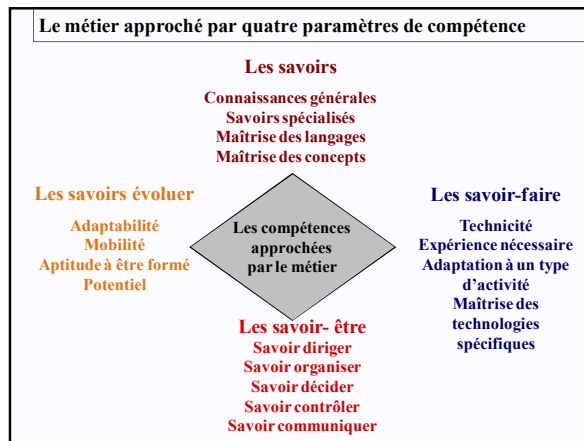 Le métier approché par quatre paramètres de compétence
Les savoirs
Connaissances générales
Savoirs spécialisés
Maîtrise des langages
Maîtrise des concepts
Les savoirs évoluer
Adaptabilité
Mobilité
Aptitude à être formé
Potentiel
Les compétences
approchées
par le métier
Les savoir-faire
Technicité
Expérience nécessaire
Adaptation à un type
d'activité
Maîtrise des
technologies
spécifiques
Les savoir- être
Savoir diriger
Savoir organiser
Savoir décider
Savoir contrôler
Savoir communiquer